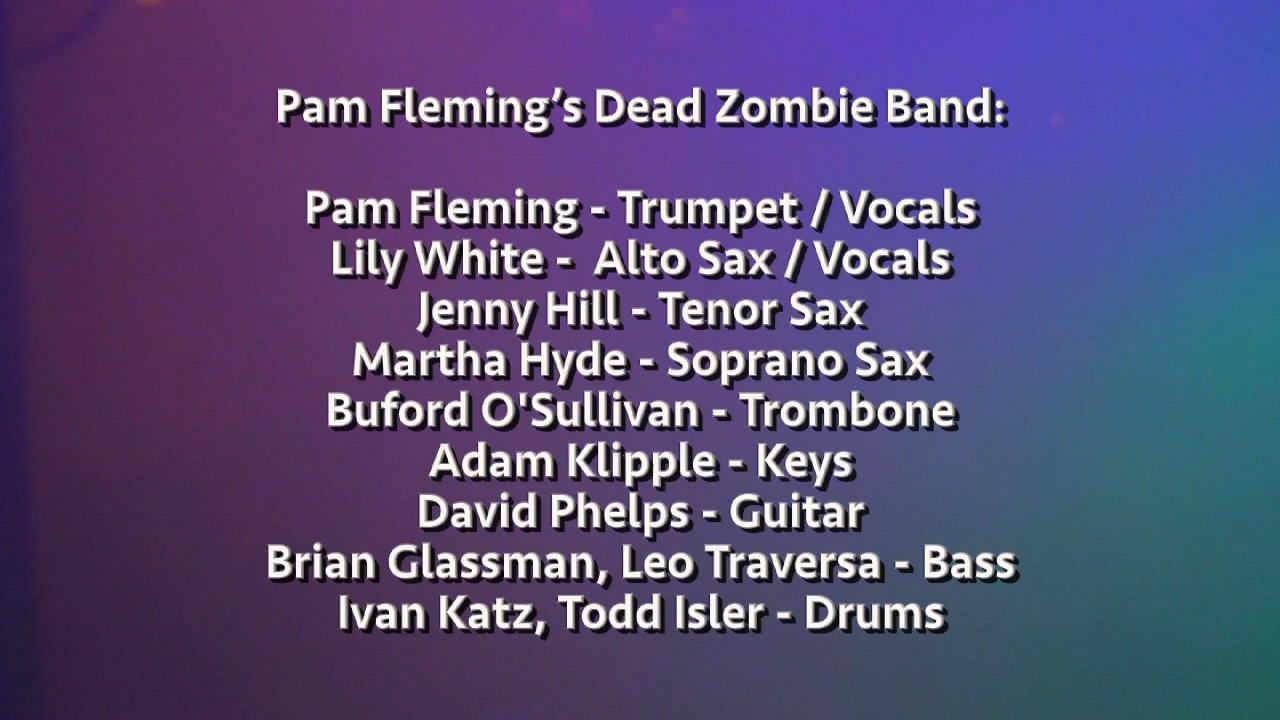 Pam Fleming’s Dead Zombie Band:
Pam Fleming - Trumpet / Vocals
Lily White -  Alto Sax / Vocals
Jenny Hill - Tenor Sax
Martha Hyde - Soprano Sax
Buford O'Sullivan - Trombone
Adam Klipple - Keys
David Phelps - Guitar
Brian Glassman, Leo Traversa - Bass
Ivan Katz, Todd Isler - Drums